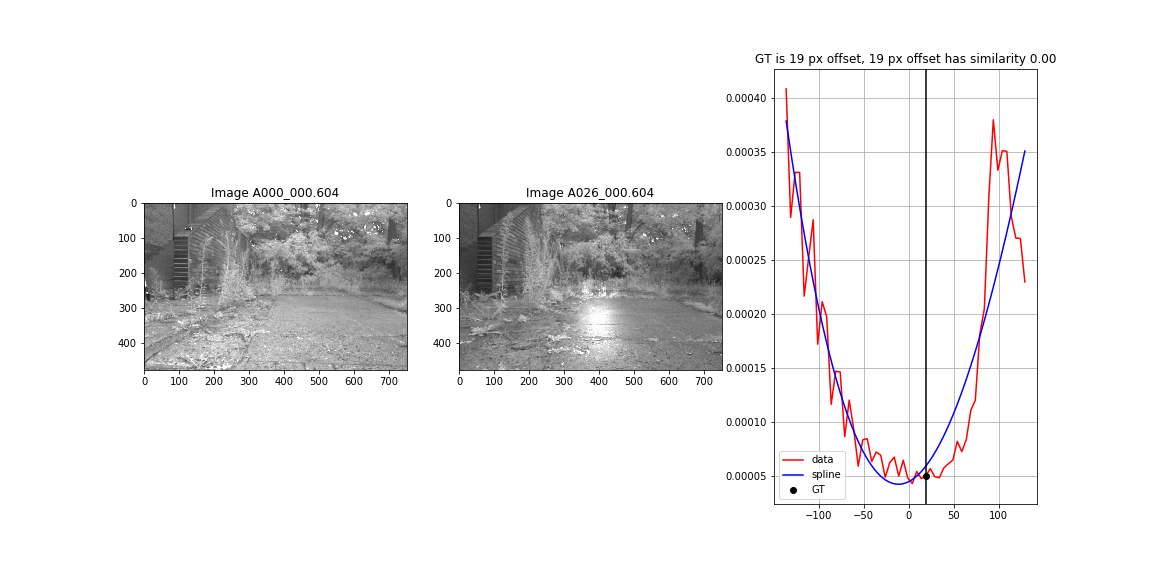 GT is 19 px offset, 19 px offset has similarity 0.00
Image A000_000.604
Image A026_000.604
0
100
200
300
400
0 100 200 300 400 500 600 700
0
100
200
300
400
0 100 200 300 400 500 600 700
0.00040
0.00035
0.00030
0.00025
0.00020
0.00015
0.00010
0.00005
−100 −50 0 50 100
data
spline
GT